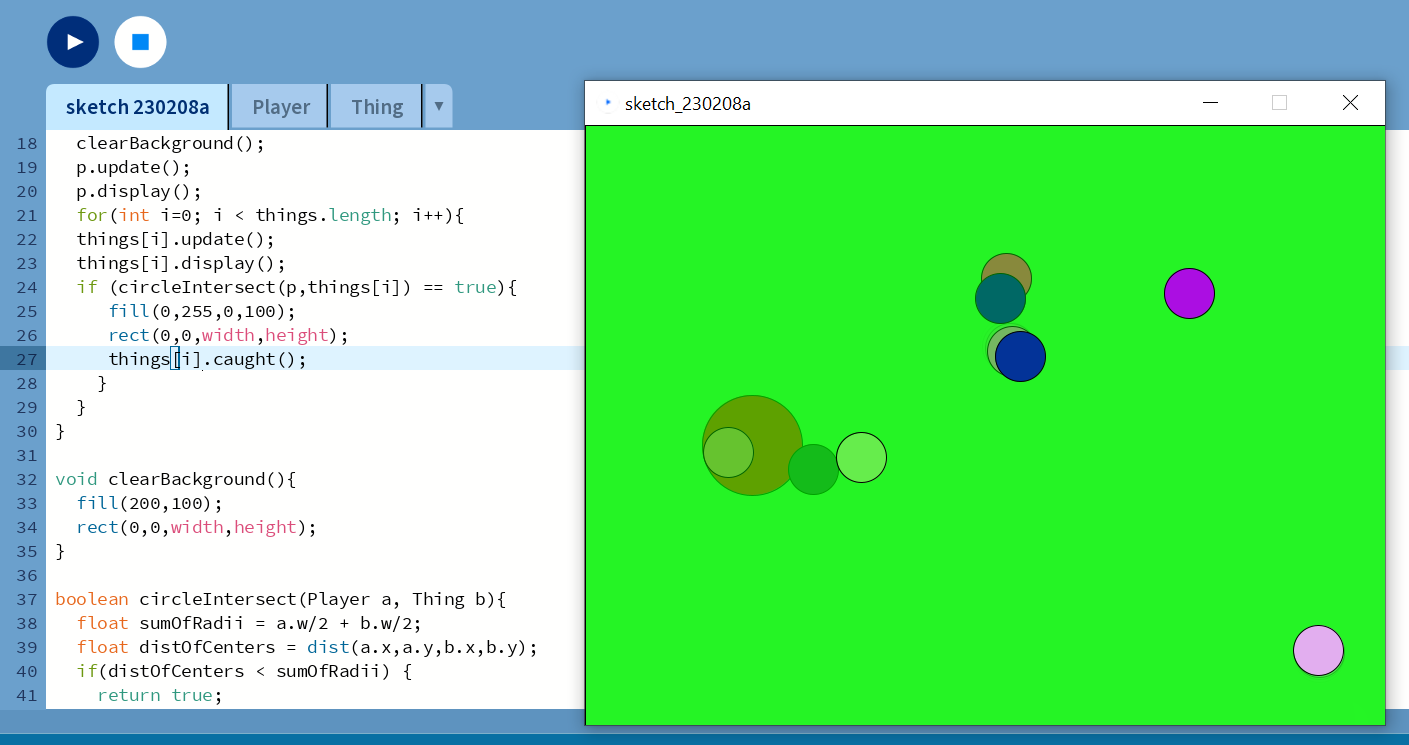 sketch 230208a Player Thing
sketch_230208a
18 clearBackground();
19 p.update();
20 p.display();
21 for(int i=0; i < things.length; i++){
22 things[i].update();
23 things[i].display();
24 if (circleIntersect(p,things[i]) == true){
25 fill(0,255,0,100);
26 rect(0,0,width,height);
27 things[i].caught();
28 }
29 }
30 }
31
32 void clearBackground(){
33 fill(200,100);
34 rect(0,0,width,height);
35 }
36
37 boolean circleIntersect(Player a, Thing b){
38 float sumOfRadii = a.w/2 + b.w/2;
39 float distOfCenters = dist(a.x,a.y,b.x,b.y);
40 if(distOfCenters < sumOfRadii) {
41 return true;